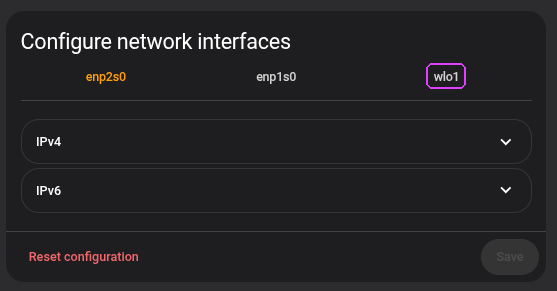 Configure network interfaces
enp2s0 enp1s0 wlo1
IPv4
IPv6
Reset configuration Save